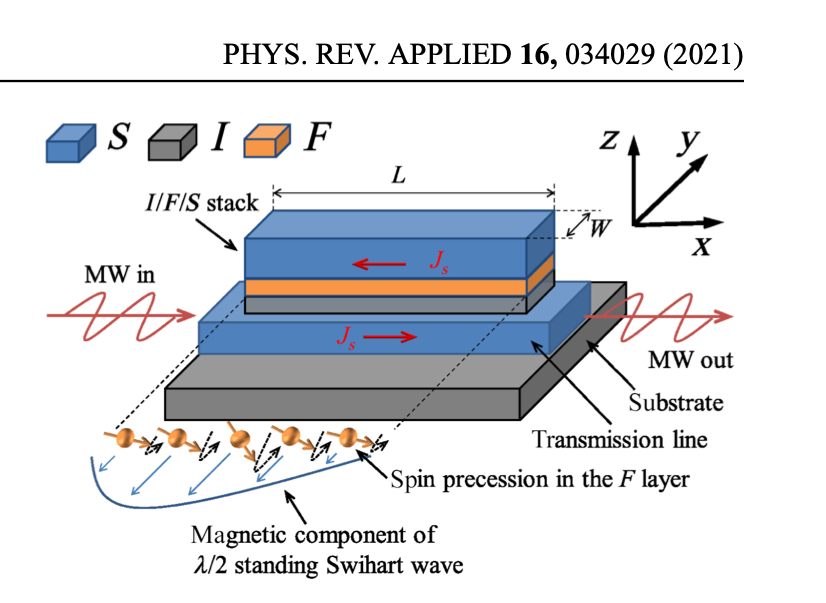 PHYS. REV. APPLIED 16, 034029 (2021)
S I F
z
y
x
L
I/F/S stack
W
MW in
J_s
J_s
MW out
Substrate
Transmission line
Spin precession in the F layer
Magnetic component of
λ/2 standing Swihart wave